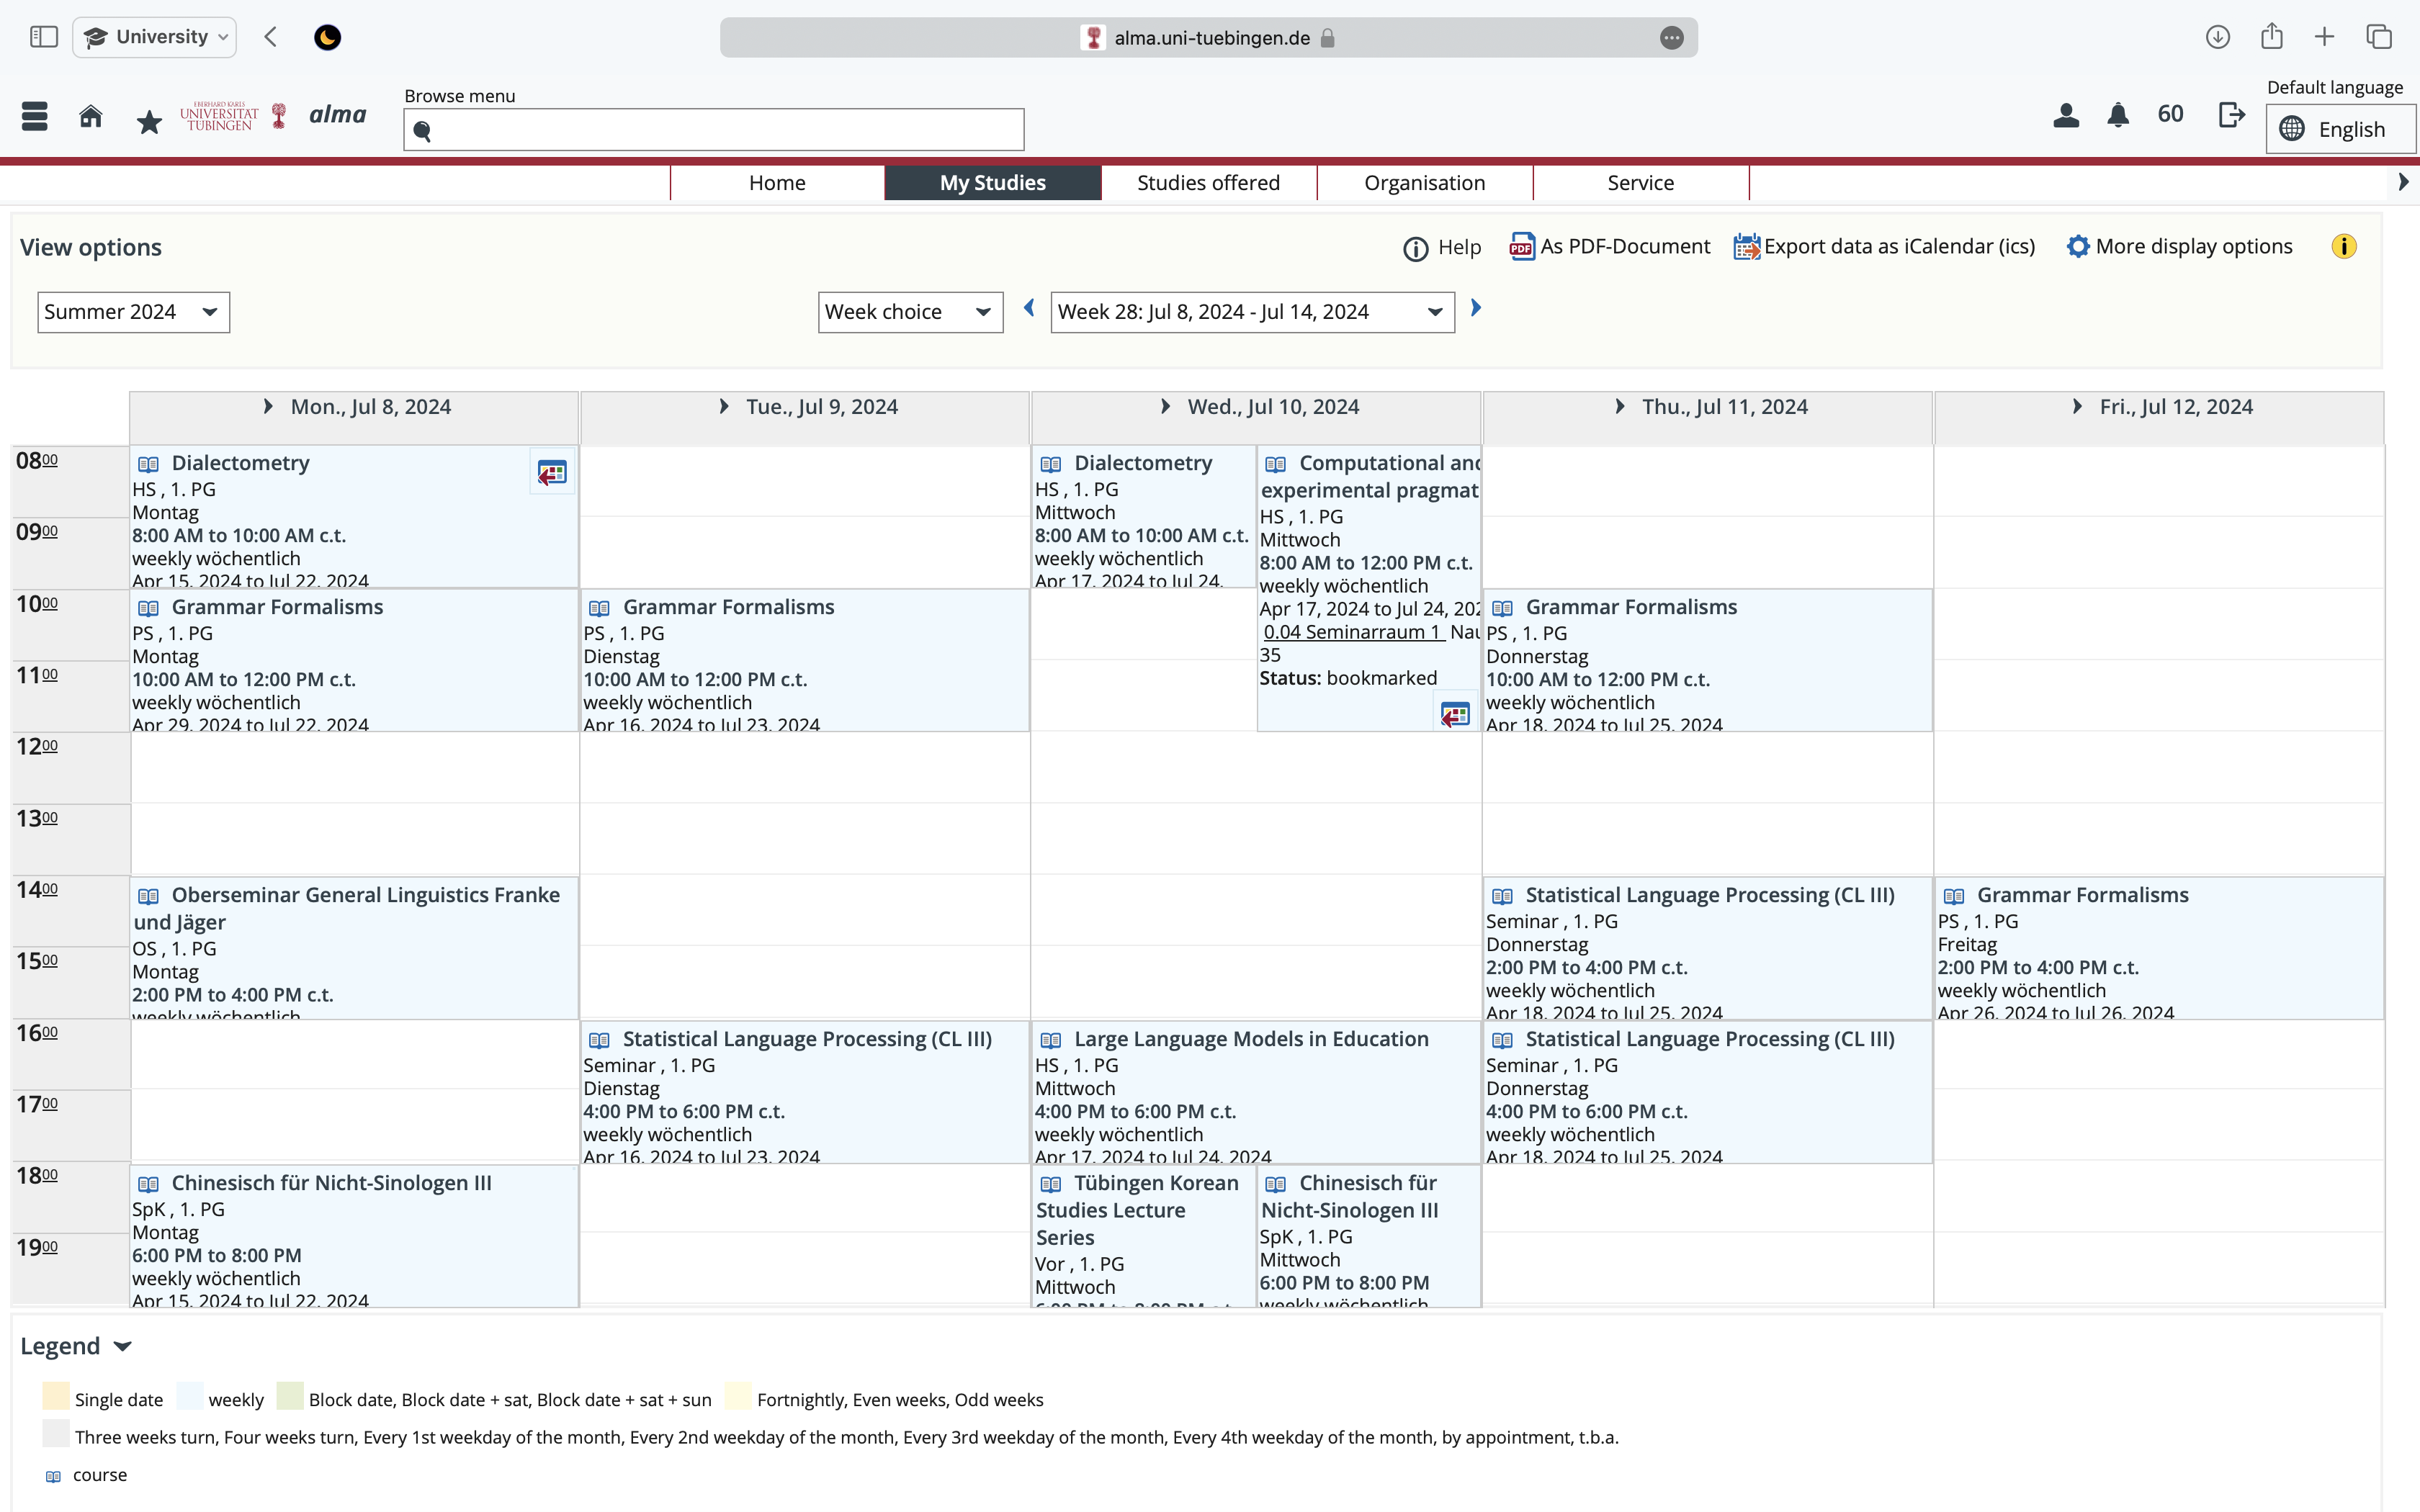 University
alma.uni-tuebingen.de
Browse menu
Default language
EBERHARD KARLS
UNIVERSITÄT
TÜBINGEN
alma
60
English
Home
My Studies
Studies offered
Organisation
Service
View options
Help
PDF
As PDF-Document
Export data as iCalendar (ics)
More display options
Summer 2024
Week choice
Week 28: Jul 8, 2024 - Jul 14, 2024
Mon., Jul 8, 2024
Tue., Jul 9, 2024
Wed., Jul 10, 2024
Thu., Jul 11, 2024
Fri., Jul 12, 2024
0800
0900
1000
1100
1200
1300
1400
1500
1600
1700
1800
1900
Dialectometry
HS , 1. PG
Montag
8:00 AM to 10:00 AM c.t.
weekly wöchentlich
Apr 15, 2024 to Jul 22, 2024
Grammar Formalisms
PS , 1. PG
Montag
10:00 AM to 12:00 PM c.t.
weekly wöchentlich
Apr 29, 2024 to Jul 22, 2024
Oberseminar General Linguistics Franke
und Jäger
OS , 1. PG
Montag
2:00 PM to 4:00 PM c.t.
weekly wöchentlich
Chinesisch für Nicht-Sinologen III
SpK , 1. PG
Montag
6:00 PM to 8:00 PM
weekly wöchentlich
Apr 15, 2024 to Jul 22, 2024
Grammar Formalisms
PS , 1. PG
Dienstag
10:00 AM to 12:00 PM c.t.
weekly wöchentlich
Apr 16, 2024 to Jul 23, 2024
Statistical Language Processing (CL III)
Seminar , 1. PG
Dienstag
4:00 PM to 6:00 PM c.t.
weekly wöchentlich
Apr 16, 2024 to Jul 23, 2024
Dialectometry
HS , 1. PG
Mittwoch
8:00 AM to 10:00 AM c.t.
weekly wöchentlich
Apr 17, 2024 to Jul 24,
Computational and
experimental pragmat
HS , 1. PG
Mittwoch
8:00 AM to 12:00 PM c.t.
weekly wöchentlich
Apr 17, 2024 to Jul 24, 202
0.04 Seminarraum 1 Nau
35
Status: bookmarked
Large Language Models in Education
HS , 1. PG
Mittwoch
4:00 PM to 6:00 PM c.t.
weekly wöchentlich
Apr 17, 2024 to Jul 24, 2024
Tübingen Korean
Studies Lecture
Series
Vor , 1. PG
Mittwoch
6:00 PM to 8:00 PM c.t.
Chinesisch für
Nicht-Sinologen III
SpK , 1. PG
Mittwoch
6:00 PM to 8:00 PM
weekly wöchentlich
Grammar Formalisms
PS , 1. PG
Donnerstag
10:00 AM to 12:00 PM c.t.
weekly wöchentlich
Apr 18, 2024 to Jul 25, 2024
Statistical Language Processing (CL III)
Seminar , 1. PG
Donnerstag
2:00 PM to 4:00 PM c.t.
weekly wöchentlich
Apr 18, 2024 to Jul 25, 2024
Statistical Language Processing (CL III)
Seminar , 1. PG
Donnerstag
4:00 PM to 6:00 PM c.t.
weekly wöchentlich
Apr 18, 2024 to Jul 25, 2024
Grammar Formalisms
PS , 1. PG
Freitag
2:00 PM to 4:00 PM c.t.
weekly wöchentlich
Apr 26, 2024 to Jul 26, 2024
Legend
Single date
weekly
Block date, Block date + sat, Block date + sat + sun
Fortnightly, Even weeks, Odd weeks
Three weeks turn, Four weeks turn, Every 1st weekday of the month, Every 2nd weekday of the month, Every 3rd weekday of the month, Every 4th weekday of the month, by appointment, t.b.a.
course